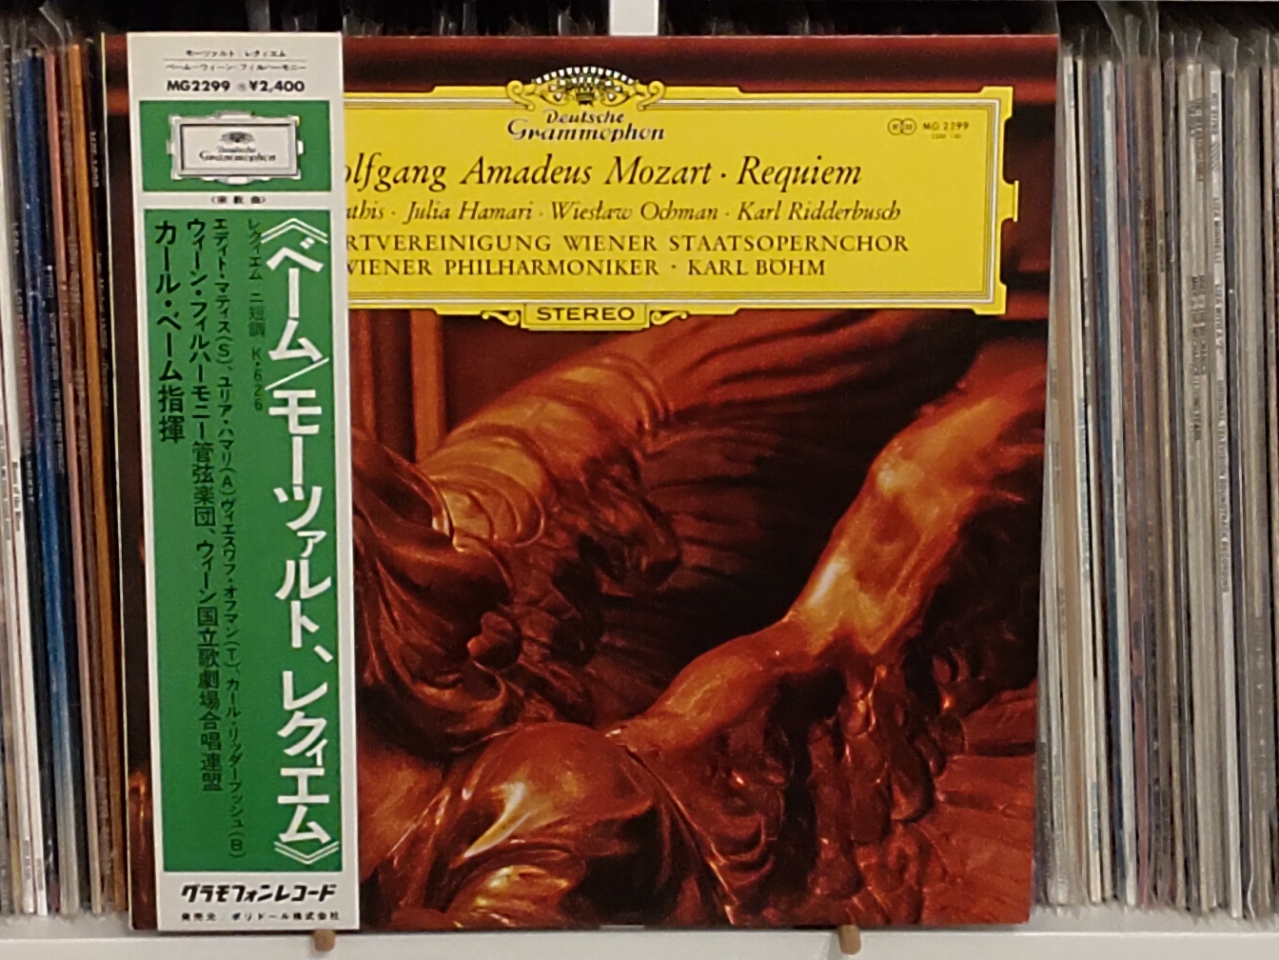 モーツァルト：レクィエム
ベーム－ウィーン・フィルハーモニー
MG2299 ¥2,400
Deutsche
Grammophon
〈宗教曲〉
《ベーム/モーツァルト、レクィエム》
レクィエム ニ短調 K・626
エディト・マティス(S)、ユリア・ハマリ(A)ヴィエスワフ・オフマン(T)、カール・リッダーブッシュ(B)
ウィーン・フィルハーモニー管弦楽団、ウィーン国立歌劇場合唱連盟
カール・ベーム指揮
グラモフォンレコード
発売元 ポリドール株式会社
Deutsche
Grammophon
MG 2299
olfgang Amadeus Mozart · Requiem
athis · Julia Hamari · Wiesław Ochman · Karl Ridderbusch
RTVEREINIGUNG WIENER STAATSOPERNCHOR
WIENER PHILHARMONIKER · KARL BÖHM
STEREO